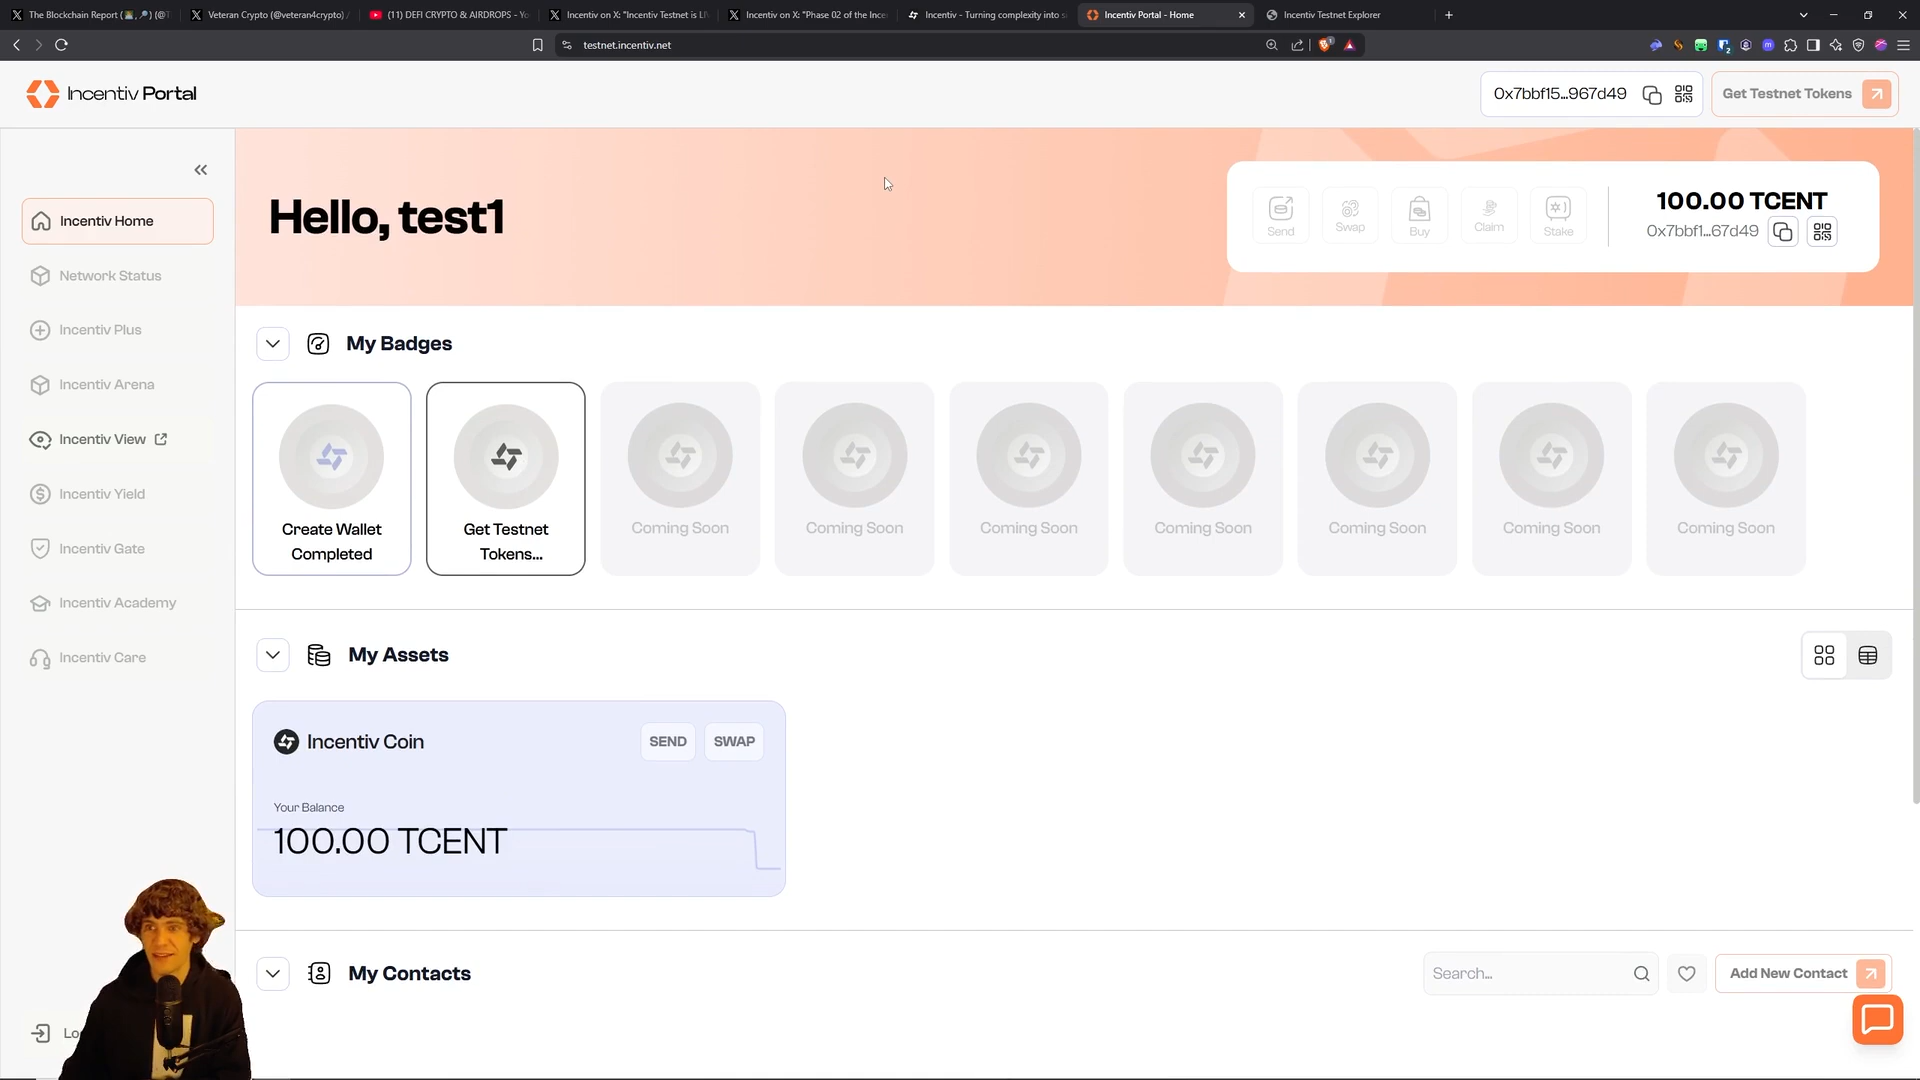 The Blockchain Report
Veteran Crypto (@veteran4crypto) /
(11) DEFI CRYPTO & AIRDROPS - Yo
Incentiv on X: "Incentiv Testnet is LI
Incentiv on X: "Phase 02 of the Ince
Incentiv - Turning complexity into s
Incentiv Portal - Home
Incentiv Testnet Explorer
testnet.incentiv.net
Incentiv Portal
0x7bbf15...967d49
Get Testnet Tokens
Incentiv Home
Network Status
Incentiv Plus
Incentiv Arena
Incentiv View
Incentiv Yield
Incentiv Gate
Incentiv Academy
Incentiv Care
Lo
Hello, test1
Send
Swap
Buy
Claim
Stake
100.00 TCENT
0x7bbf1...67d49
My Badges
Create Wallet
Completed
Get Testnet
Tokens...
Coming Soon
Coming Soon
Coming Soon
Coming Soon
Coming Soon
Coming Soon
Coming Soon
My Assets
Incentiv Coin
SEND
SWAP
Your Balance
100.00 TCENT
My Contacts
Search...
Add New Contact